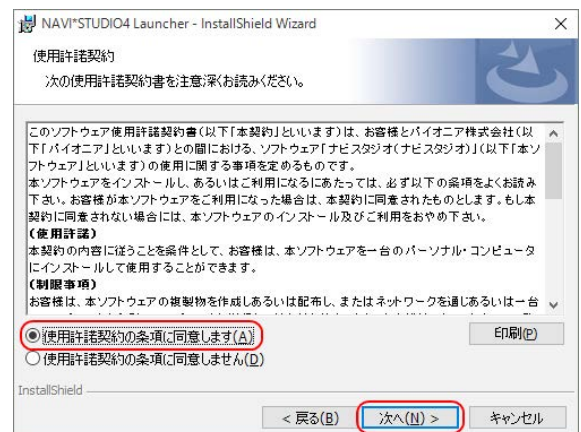 NAVI*STUDIO4 Launcher - InstallShield Wizard
使用許諾契約
次の使用許諾契約書を注意深くお読みください。
このソフトウェア使用許諾契約書(以下「本契約」といいます)は、お客様とパイオニア株式会社(以
下「パイオニア」といいます)との間における、ソフトウェア「ナビスタジオ(ナビスタジオ)」(以下「本ソ
フトウェア」といいます)の使用に関する事項を定めるものです。
本ソフトウェアをインストールし、あるいはご利用になるにあたっては、必ず以下の条項をよくお読み
下さい。お客様が本ソフトウェアをご利用になった場合は、本契約に同意されたものとします。もし本
契約に同意されない場合には、本ソフトウェアのインストール及びご利用をおやめ下さい。
(使用許諾)
本契約の内容に従うことを条件として、お客様は、本ソフトウェアを一台のパーソナル・コンピュータ
にインストールして使用することができます。
(制限事項)
お客様は、本ソフトウェアの複製物を作成しあるいは配布し、またはネットワークを通じあるいは一台
使用許諾契約の条項に同意します(A)
印刷(P)
使用許諾契約の条項に同意しません(D)
InstallShield
< 戻る(B)
次へ(N) >
キャンセル